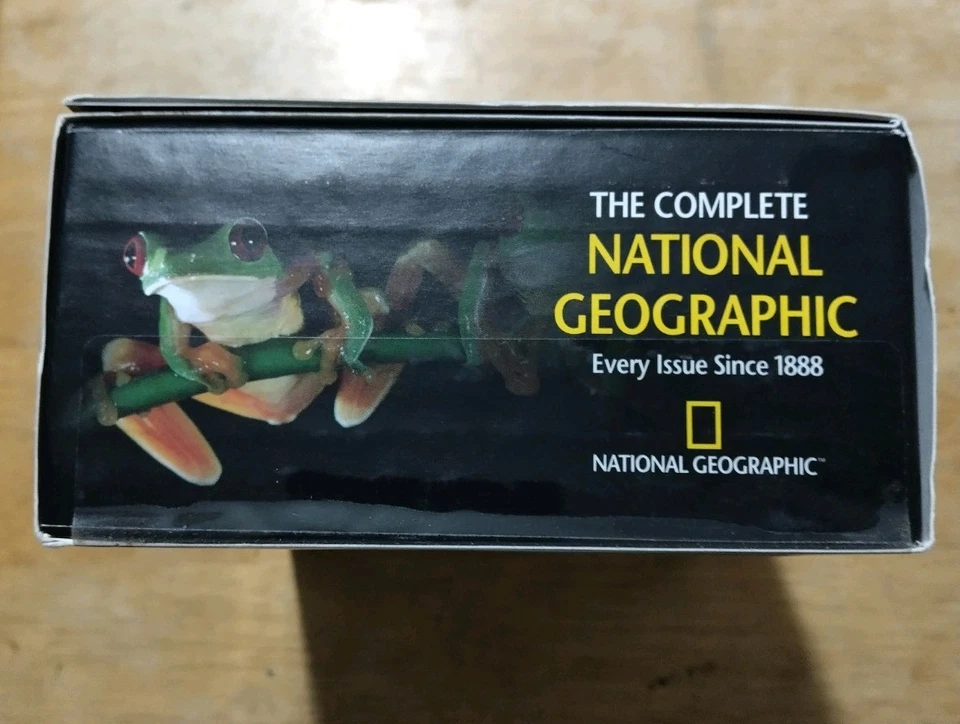 THE COMPLETE
NATIONAL
GEOGRAPHIC
Every Issue Since 1888
NATIONAL GEOGRAPHIC™